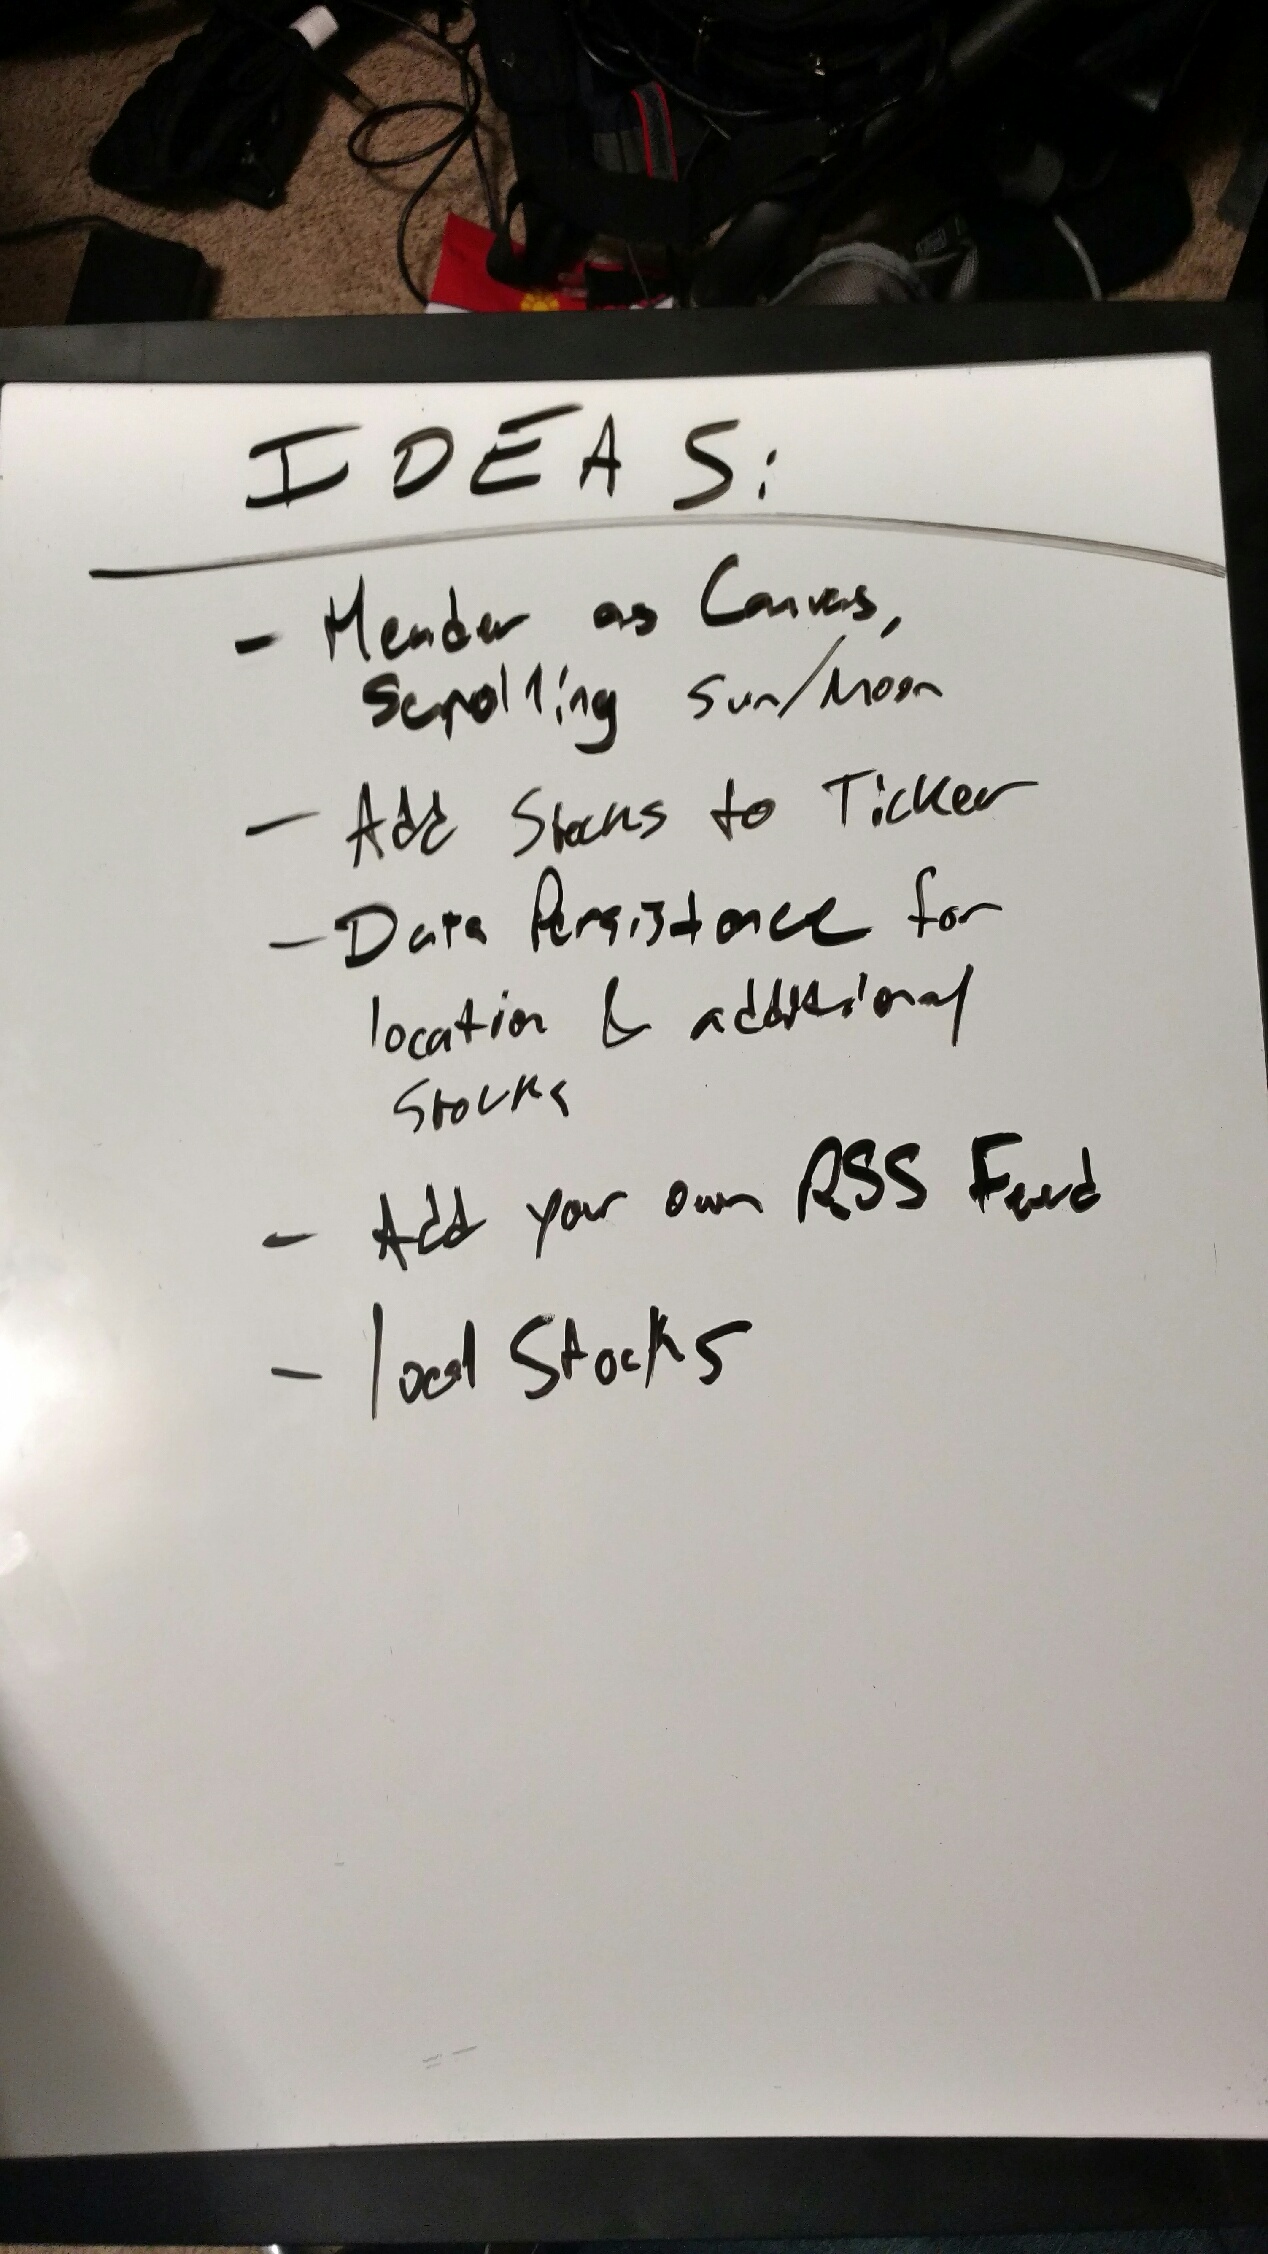 IDEAS:
- Header as Canvas,
scrolling sun/moon
- Add Stocks to Ticker
- Data Persistence for
location & additional
stocks
- Add your own RSS Feed
- local Stocks